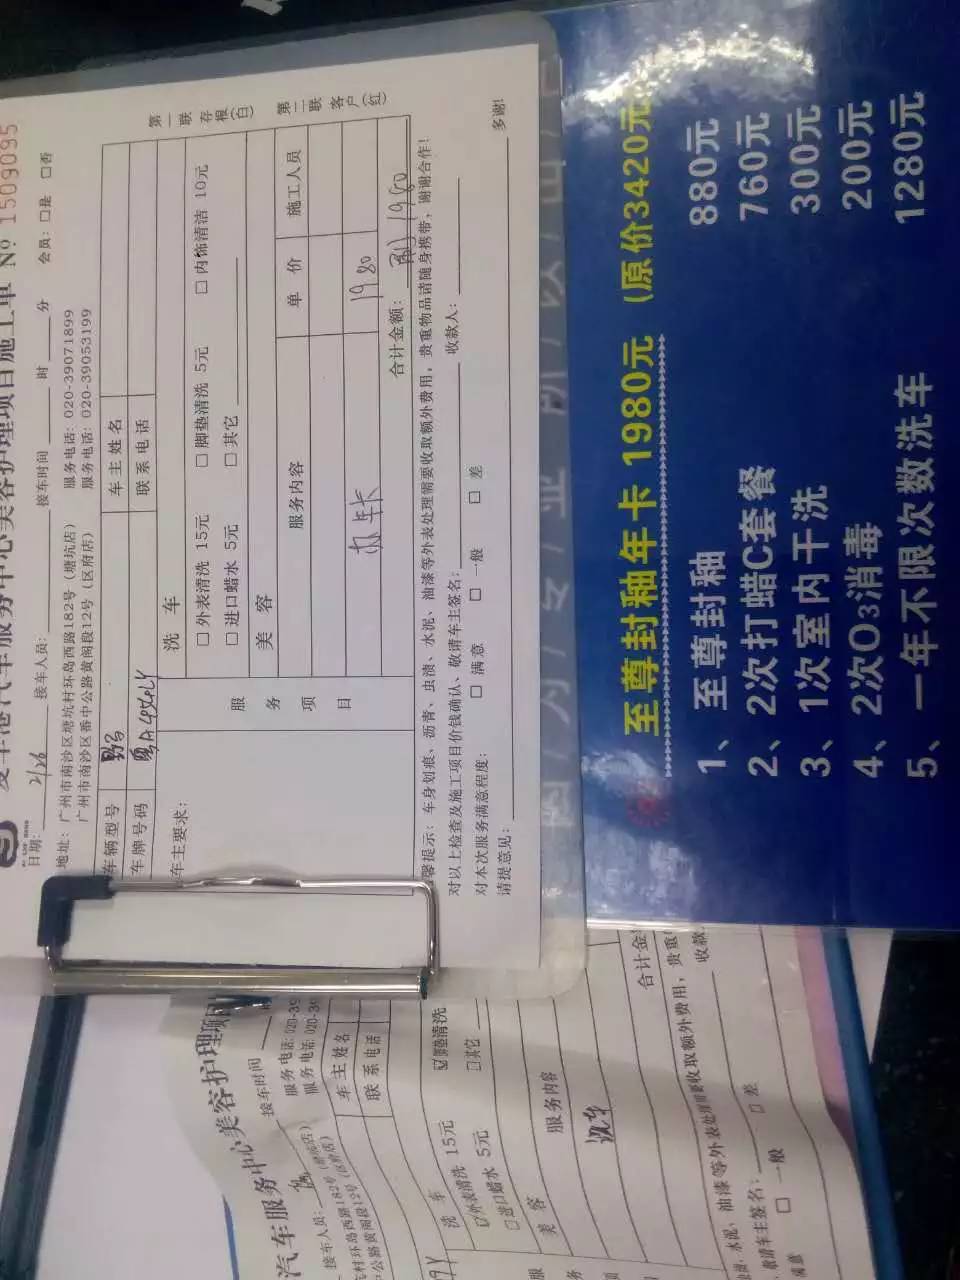 爱车港汽车服务中心美容护理项目施工单 № 1509095
日期: 2/26 接车人员: 接车时间 时 分 会员: □是 □否
地址: 广州市南沙区塘坑村环岛西路182号 (塘坑店) 服务电话: 020-39071899
广州市南沙区番中公路黄阁段12号 (区府店) 服务电话: 020-39053199
车辆型号 车主姓名
车牌号码 联系电话
车主要求:
服务项目
洗车
□外表清洗 15元 □脚垫清洗 5元 □内饰清洁 10元
□进口蜡水 5元 □其它
美容
服务内容 单价 施工人员
办年卡 1980
合计金额: 刷1980
第一联 存根(白) 第二联 客户(红)
馨提示: 车身划痕、沥青、虫渍、水泥、油漆等外表处理需要收取额外费用, 贵重物品请随身携带, 谢谢合作!
对以上检查及施工项目价钱确认、敬请车主签名: 收款人:
对本次服务满意程度: □ 满意 □ 一般 □ 差
请提意见: 多谢!
至尊封釉年卡 1980元 (原价3420元
1、至尊封釉 880元
2、2次打蜡C套餐 760元
3、1次室内干洗 300元
4、2次O3消毒 200元
5、一年不限次数洗车 1280元
汽车服务中心美容护理项目
接车人员: 接车时间
村环岛西路182号 服务电话: 020-39
公路黄阁段12号 (区府店) 服务电话: 020-39
车主姓名
联系电话
洗车
☑外表清洗 15元 ☑脚垫清洗
□进口蜡水 5元 □其它
美容
服务内容
洗车
合计金
水泥、油漆等外表处理需要收取额外费用, 贵重
敬请车主签名: 收款
□ 一般 □ 差